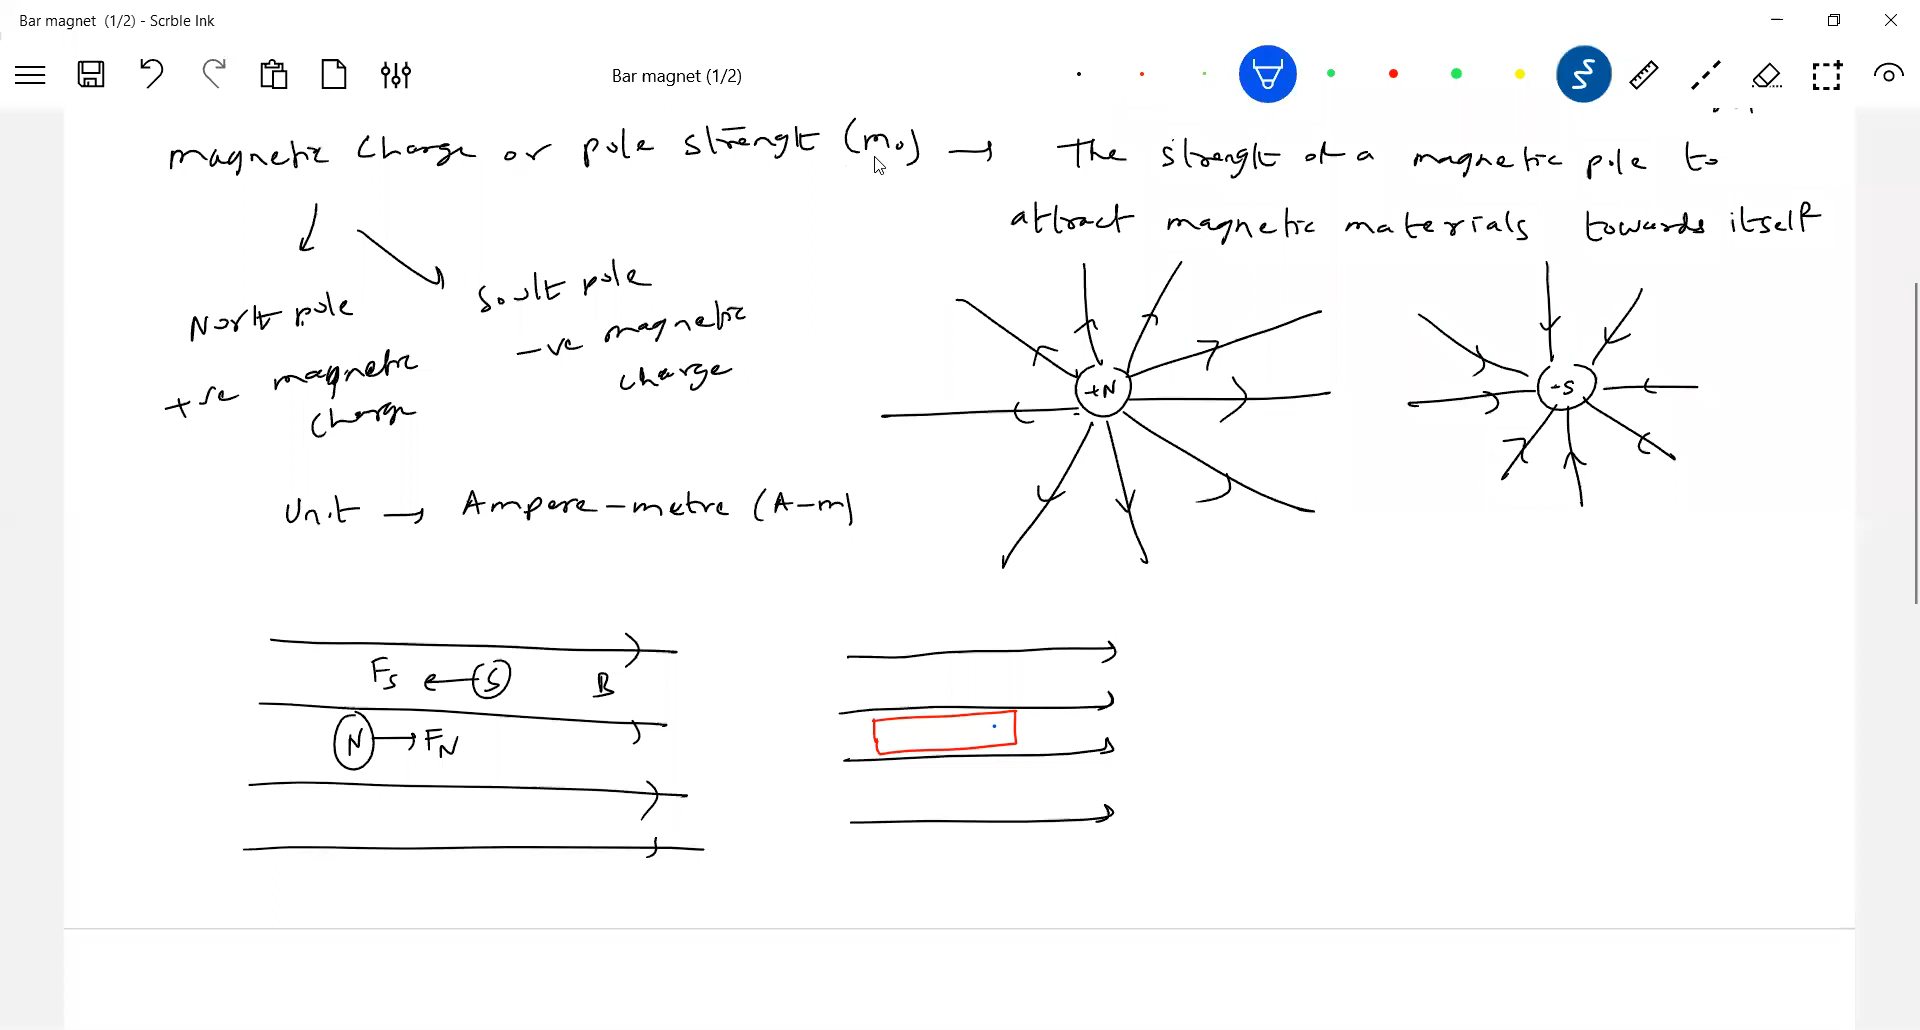 Bar magnet (1/2) - Scrble Ink
Bar magnet (1/2)
magnetic charge or pole strength (m₀) → The strength of a magnetic pole to
attract magnetic materials towards itself
North pole
+ve magnetic
charge
South pole
-ve magnetic
charge
+N
-S
Unit → Ampere-metre (A-m)
Fs
S
B
N
FN